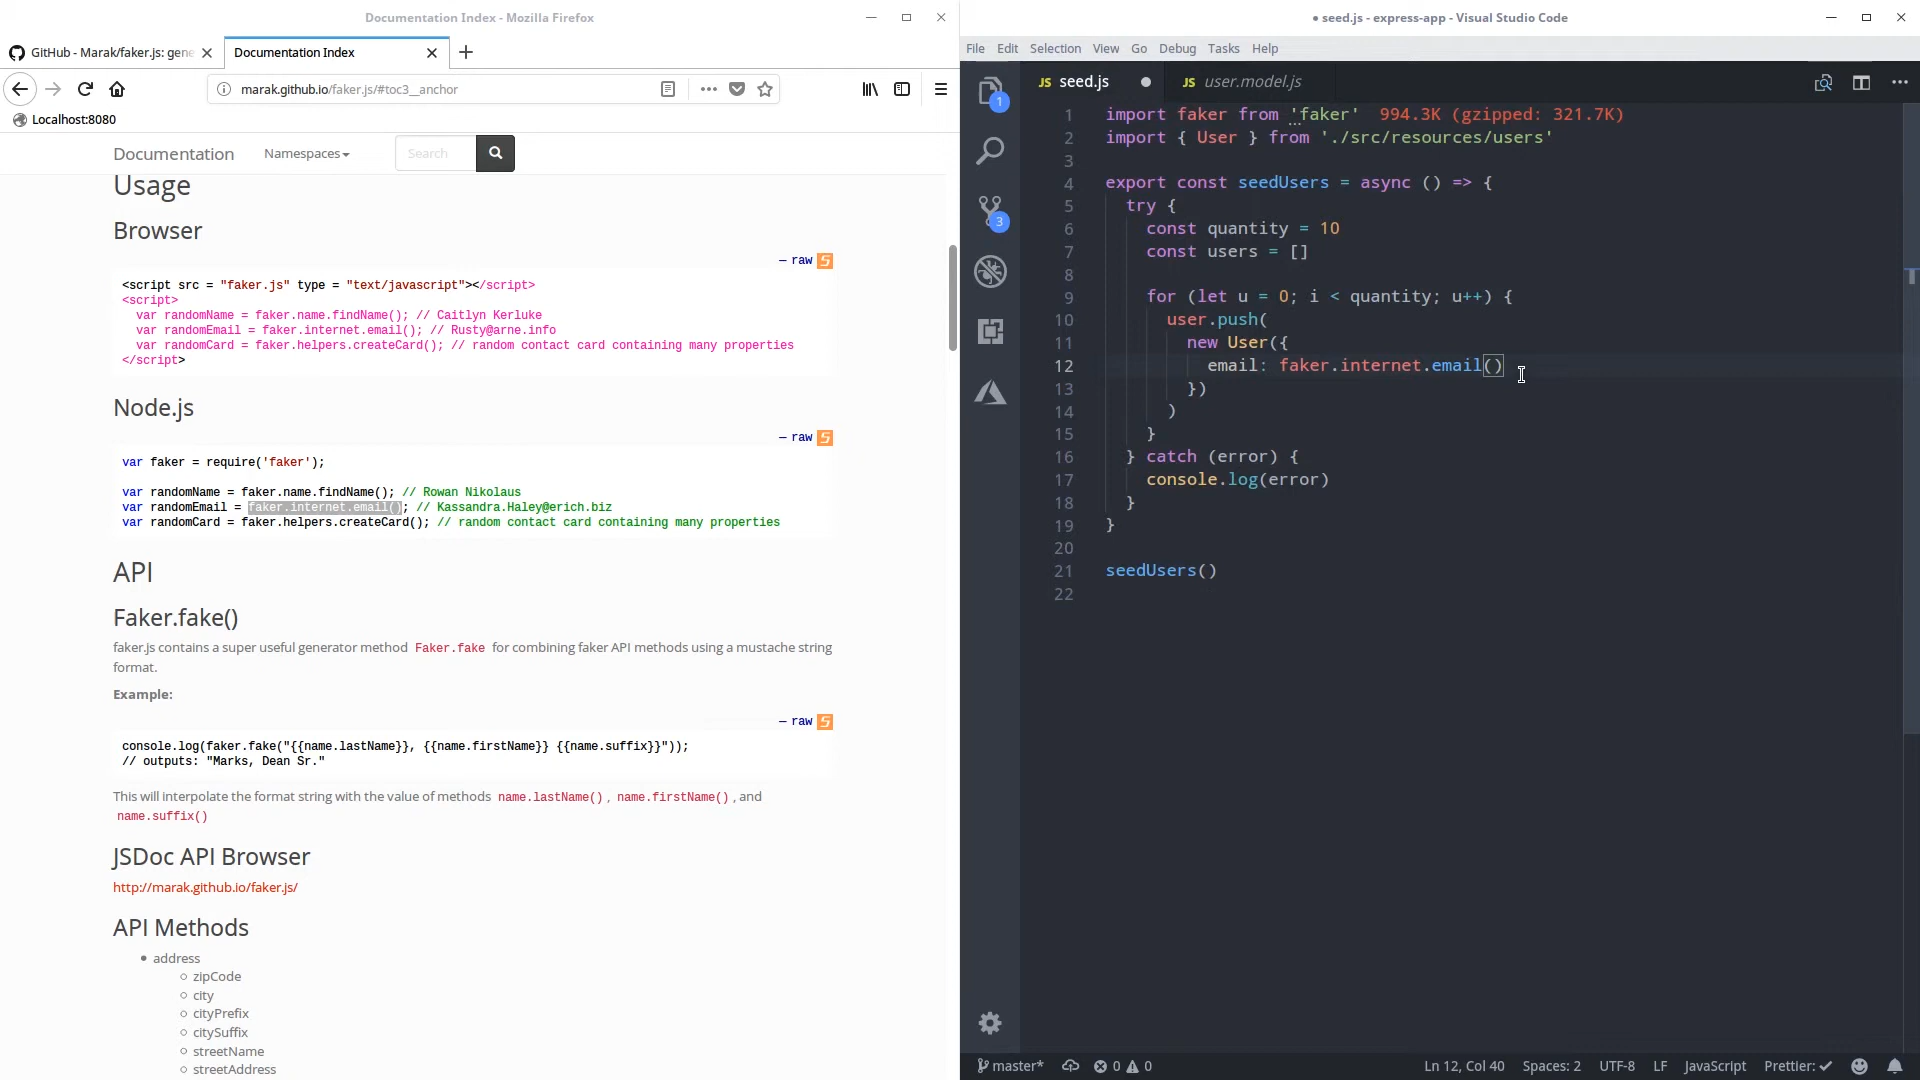 Documentation Index - Mozilla Firefox
GitHub - Marak/faker.js: gene
Documentation Index
marak.github.io/faker.js/#toc3__anchor
Localhost:8080
Documentation
Namespaces
Search
Usage
Browser
— raw
<script src = "faker.js" type = "text/javascript"></script>
<script>
var randomName = faker.name.findName(); // Caitlyn Kerluke
var randomEmail = faker.internet.email(); // Rusty@arne.info
var randomCard = faker.helpers.createCard(); // random contact card containing many properties
</script>
Node.js
— raw
var faker = require('faker');
var randomName = faker.name.findName(); // Rowan Nikolaus
var randomEmail = faker.internet.email(); // Kassandra.Haley@erich.biz
var randomCard = faker.helpers.createCard(); // random contact card containing many properties
API
Faker.fake()
faker.js contains a super useful generator method Faker.fake for combining faker API methods using a mustache string
format.
Example:
— raw
console.log(faker.fake("{{name.lastName}}, {{name.firstName}} {{name.suffix}}"));
// outputs: "Marks, Dean Sr."
This will interpolate the format string with the value of methods name.lastName() , name.firstName() , and
name.suffix()
JSDoc API Browser
http://marak.github.io/faker.js/
API Methods
address
zipCode
city
cityPrefix
citySuffix
streetName
streetAddress
● seed.js - express-app - Visual Studio Code
File Edit Selection View Go Debug Tasks Help
1
3
JS seed.js ●
JS user.model.js
1 import faker from 'faker' 994.3K (gzipped: 321.7K)
2 import { User } from './src/resources/users'
3
4 export const seedUsers = async () => {
5 try {
6 const quantity = 10
7 const users = []
8
9 for (let u = 0; i < quantity; u++) {
10 user.push(
11 new User({
12 email: faker.internet.email()
13 })
14 )
15 }
16 } catch (error) {
17 console.log(error)
18 }
19 }
20
21 seedUsers()
22
master* 0 0 Ln 12, Col 40 Spaces: 2 UTF-8 LF JavaScript Prettier: ✓